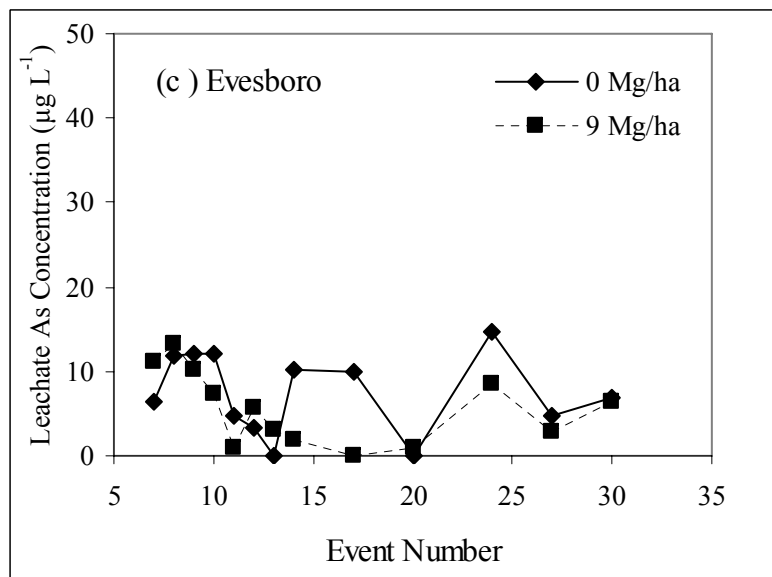 (c ) Evesboro
0 Mg/ha
9 Mg/ha
Leachate As Concentration (µg L-1)
50
40
30
20
10
0
5 10 15 20 25 30 35
Event Number